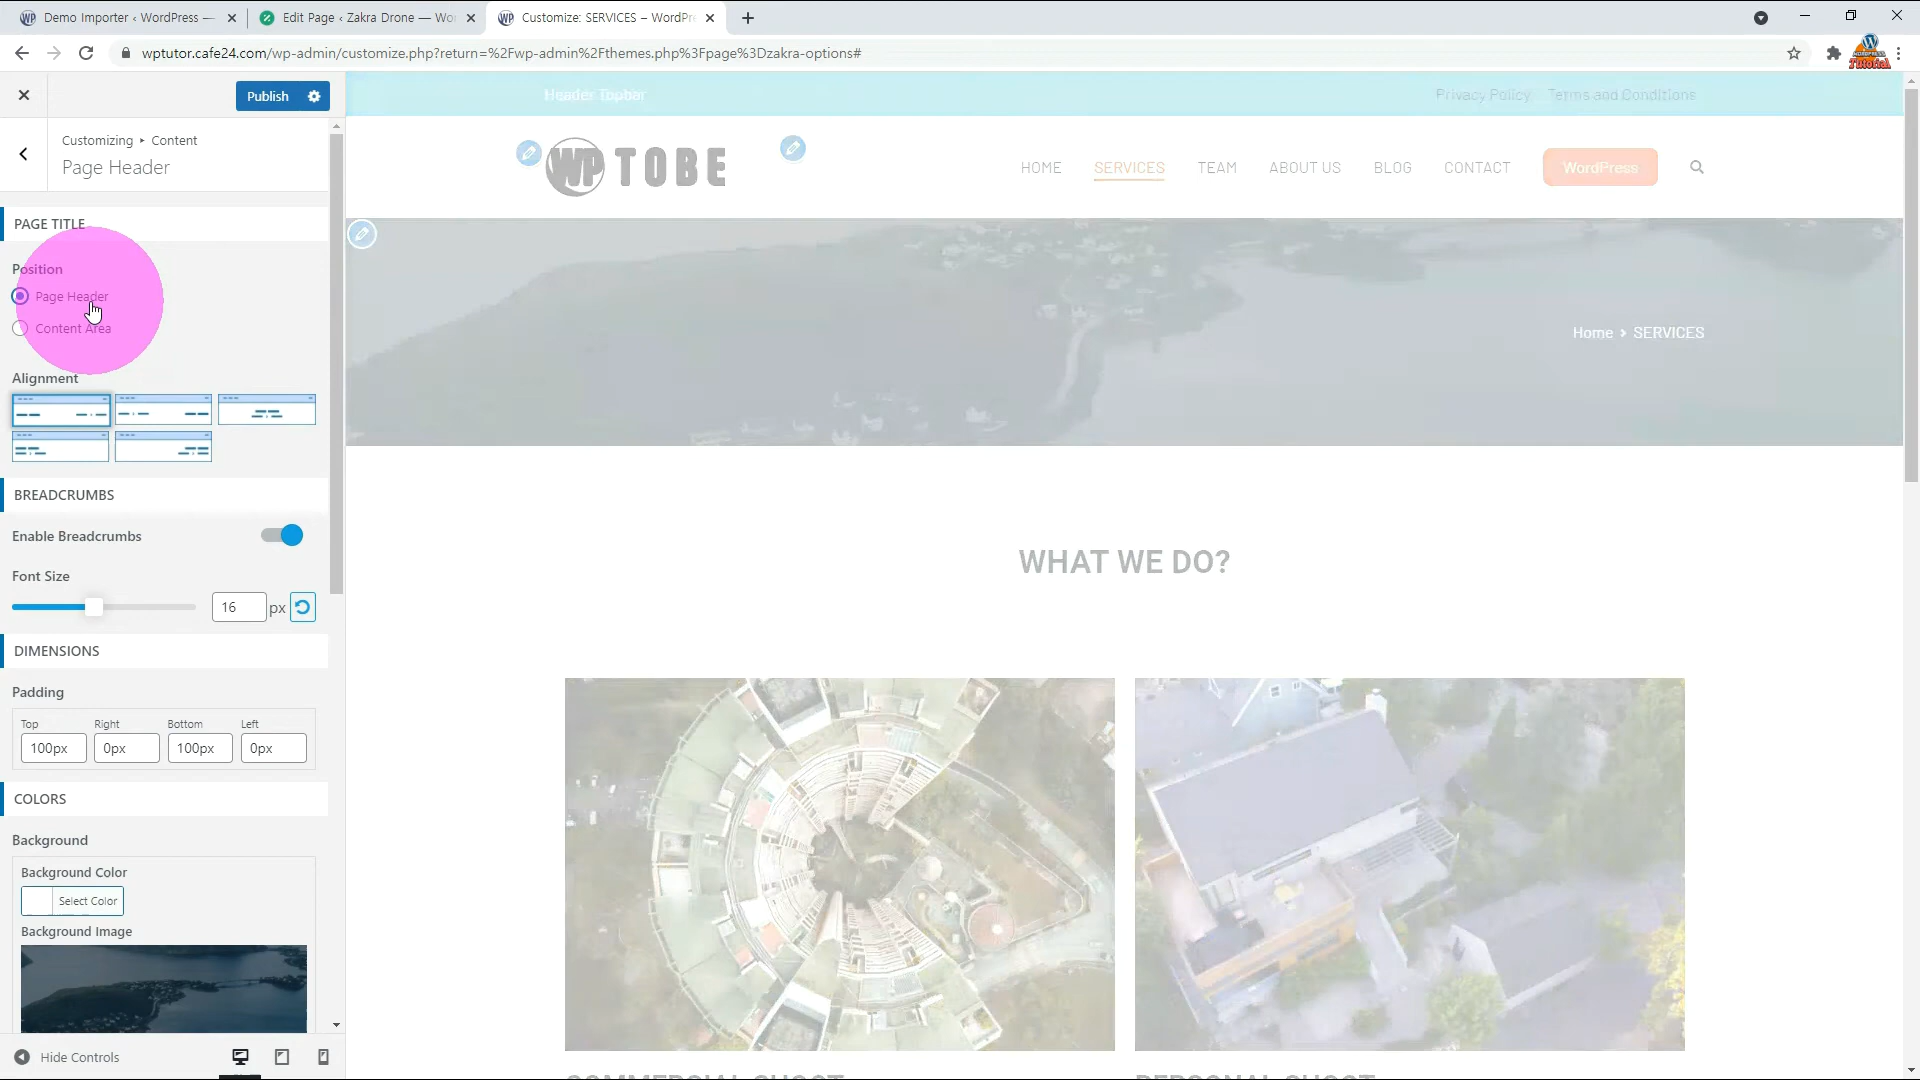 Demo Importer ‹ WordPress —
Edit Page ‹ Zakra Drone — Wo
Customize: SERVICES – WordPr
wptutor.cafe24.com/wp-admin/customize.php?return=%2Fwp-admin%2Fthemes.php%3Fpage%3Dzakra-options#
Publish
Customizing ▸ Content
Page Header
PAGE TITLE
Position
Page Header
Content Area
Alignment
BREADCRUMBS
Enable Breadcrumbs
Font Size
16 px
DIMENSIONS
Padding
Top Right Bottom Left
100px 0px 100px 0px
COLORS
Background
Background Color
Select Color
Background Image
Hide Controls
Header Topbar
Privacy Policy Terms and Conditions
WP TOBE
HOME SERVICES TEAM ABOUT US BLOG CONTACT WordPress
Home › SERVICES
WHAT WE DO?
COMMERCIAL SHOOT
PERSONAL SHOOT